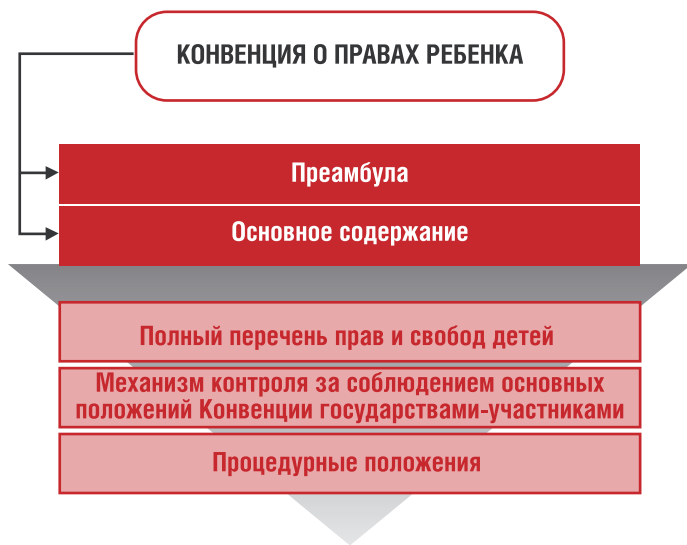 КОНВЕНЦИЯ О ПРАВАХ РЕБЕНКА
Преамбула
Основное содержание
Полный перечень прав и свобод детей
Механизм контроля за соблюдением основных
положений Конвенции государствами-участниками
Процедурные положения